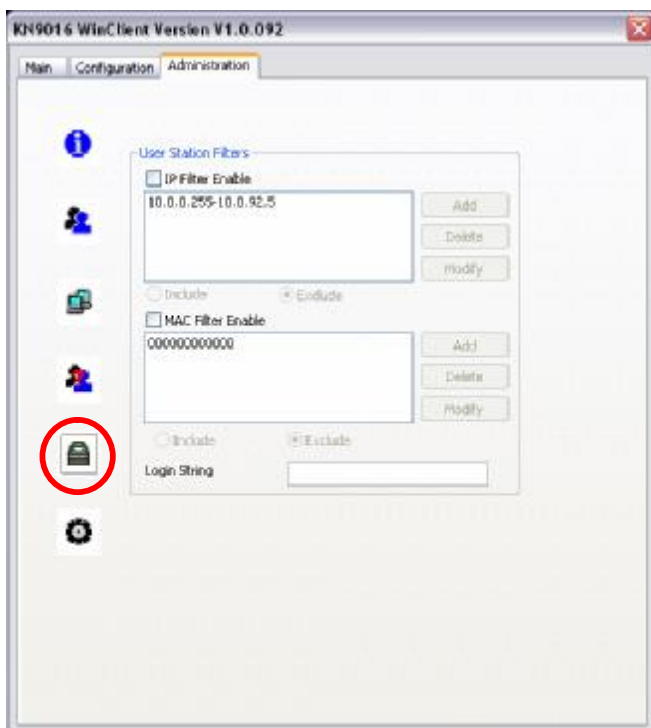 KN9016 WinClient Version V1.0.092
Main Configuration Administration
User Station Filters
IP Filter Enable
10.0.0.255-10.0.92.5
Add
Delete
Modify
Include Exclude
MAC Filter Enable
000000000000
Add
Delete
Modify
Include Exclude
Login String